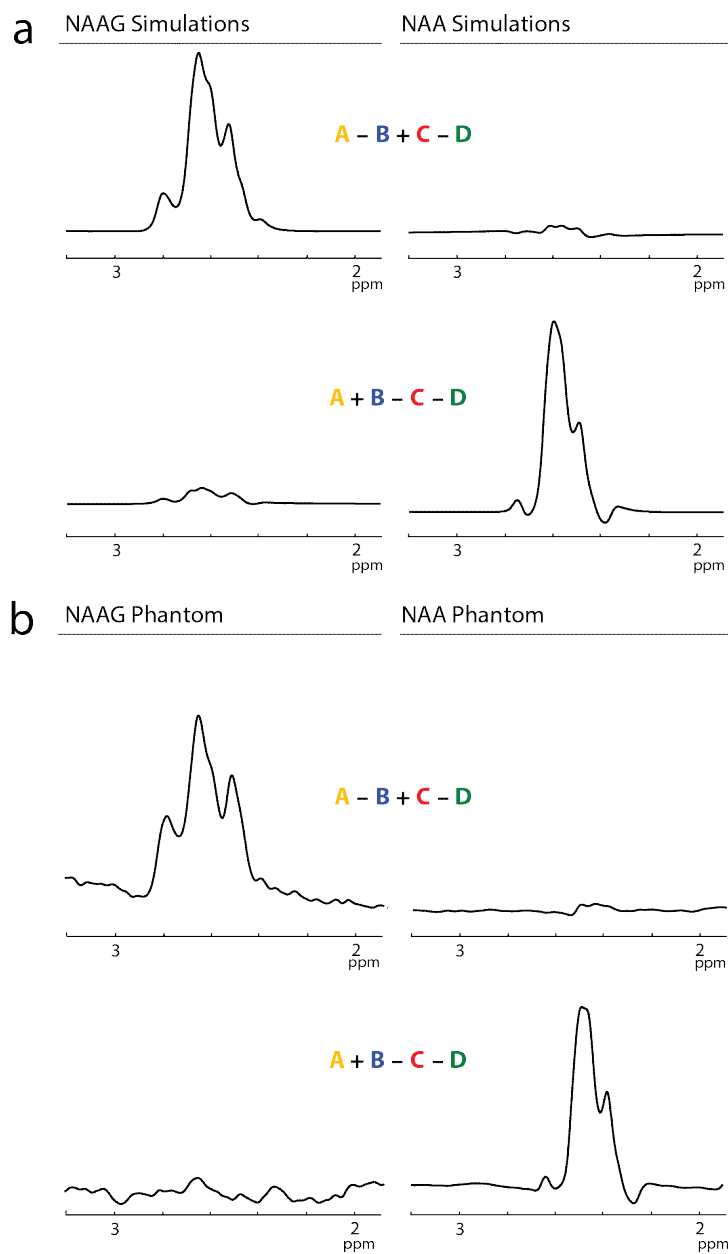 a
NAAG Simulations
NAA Simulations
A – B + C – D
3 2
ppm
3 2
ppm
A + B – C – D
3 2
ppm
3 2
ppm
b
NAAG Phantom
NAA Phantom
A – B + C – D
3 2
ppm
3 2
ppm
A + B – C – D
3 2
ppm
3 2
ppm